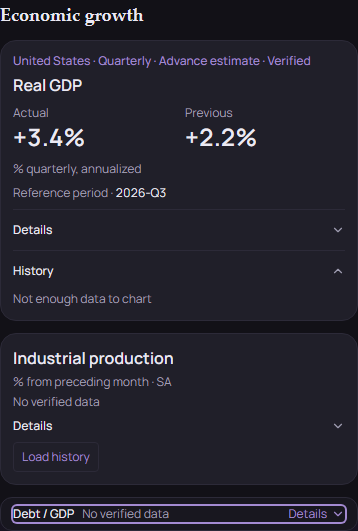 Economic growth
United States · Quarterly · Advance estimate · Verified
Real GDP
Actual Previous
+3.4% +2.2%
% quarterly, annualized
Reference period · 2026-Q3
Details
History
Not enough data to chart
Industrial production
% from preceding month · SA
No verified data
Details
Load history
Debt / GDP No verified data Details